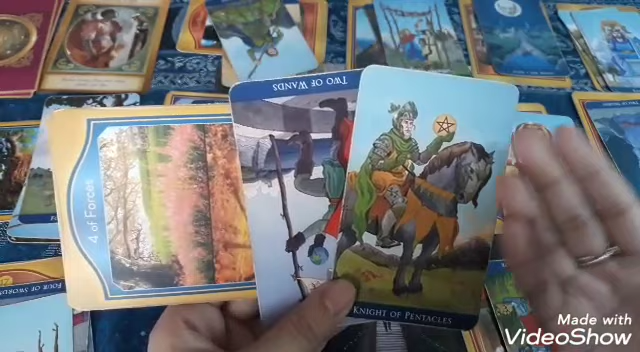 TWO OF WANDS
4 of Forces
KNIGHT OF PENTACLES
FOUR OF SWORDS
Made with
VideoShow